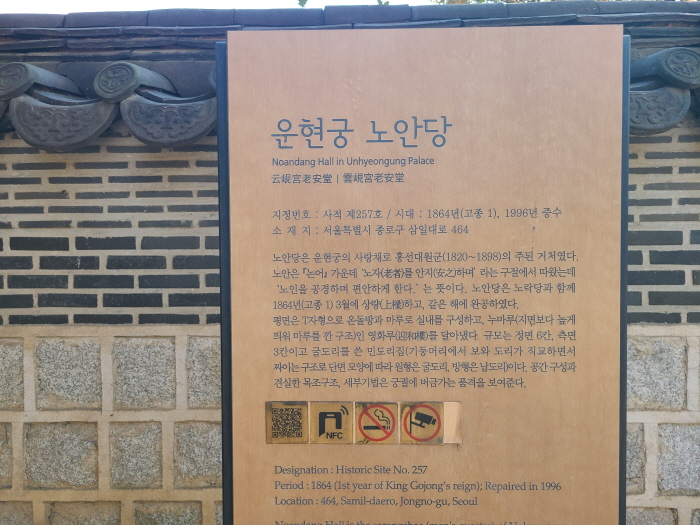 운현궁 노안당
Noandang Hall in Unhyeongung Palace
云岘宫老安堂 | 雲峴宮老安堂
지정번호 : 사적 제257호 / 시대 : 1864년(고종 1), 1996년 중수
소 재 지 : 서울특별시 종로구 삼일대로 464
노안당은 운현궁의 사랑채로 흥선대원군(1820~1898)의 주된 거처였다.
노안은 『논어』 가운데 '노자(老者)를 안지(安之)하며' 라는 구절에서 따왔는데
'노인을 공경하며 편안하게 한다.' 는 뜻이다. 노안당은 노락당과 함께
1864년(고종 1) 3월에 상량(上樑)하고, 같은 해에 완공하였다.
평면은 'T'자형으로 온돌방과 마루로 실내를 구성하고, 누마루(지면보다 높게
띄워 마루를 깐 구조)인 영화루(迎和樓)를 달아냈다. 규모는 정면 6칸, 측면
3칸이고 굴도리를 쓴 민도리집(기둥머리에서 보와 도리가 직교하면서
짜이는 구조로 단면 모양에 따라 원형은 굴도리, 방형은 납도리)이다. 공간 구성과
견실한 목조구조, 세부기법은 궁궐에 버금가는 품격을 보여준다.
NFC
Designation : Historic Site No. 257
Period : 1864 (1st year of King Gojong's reign); Repaired in 1996
Location : 464, Samil-daero, Jongno-gu, Seoul
Noandang Hall is the sarangchae (men's quarters) of Unh